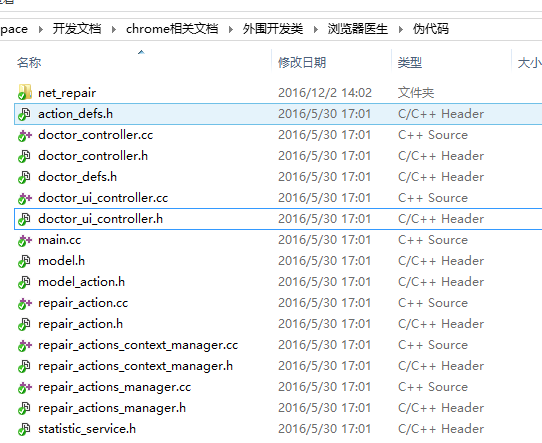 pace 开发文档 chrome相关文档 外围开发类 浏览器医生 伪代码
名称 修改日期 类型 大小
net_repair 2016/12/2 14:02 文件夹
action_defs.h 2016/5/30 17:01 C/C++ Header
doctor_controller.cc 2016/5/30 17:01 C++ Source
doctor_controller.h 2016/5/30 17:01 C/C++ Header
doctor_defs.h 2016/5/30 17:01 C/C++ Header
doctor_ui_controller.cc 2016/5/30 17:01 C++ Source
doctor_ui_controller.h 2016/5/30 17:01 C/C++ Header
main.cc 2016/5/30 17:01 C++ Source
model.h 2016/5/30 17:01 C/C++ Header
model_action.h 2016/5/30 17:01 C/C++ Header
repair_action.cc 2016/5/30 17:01 C++ Source
repair_action.h 2016/5/30 17:01 C/C++ Header
repair_actions_context_manager.cc 2016/5/30 17:01 C++ Source
repair_actions_context_manager.h 2016/5/30 17:01 C/C++ Header
repair_actions_manager.cc 2016/5/30 17:01 C++ Source
repair_actions_manager.h 2016/5/30 17:01 C/C++ Header
statistic_service.h 2016/5/30 17:01 C/C++ Header